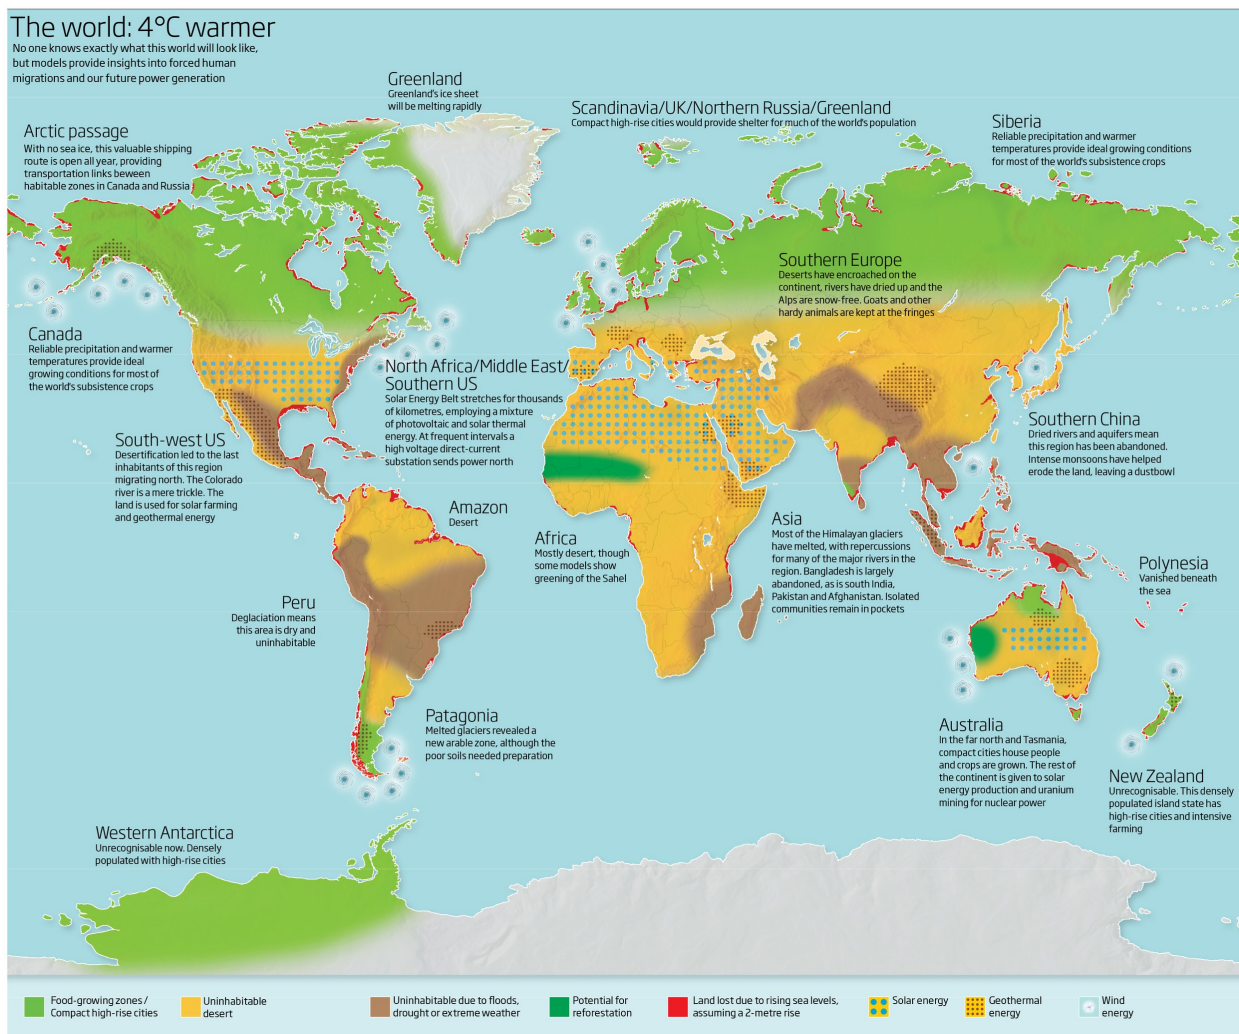 The world: 4°C warmer
No one knows exactly what this world will look like,
but models provide insights into forced human
migrations and our future power generation
Greenland
Greenland's ice sheet
will be melting rapidly
Scandinavia/UK/Northern Russia/Greenland
Compact high-rise cities would provide shelter for much of the world's population
Siberia
Reliable precipitation and warmer
temperatures provide ideal growing conditions
for most of the world's subsistence crops
Arctic passage
With no sea ice, this valuable shipping
route is open all year, providing
transportation links beween
habitable zones in Canada and Russia
Southern Europe
Deserts have encroached on the
continent, rivers have dried up and the
Alps are snow-free. Goats and other
hardy animals are kept at the fringes
Canada
Reliable precipitation and warmer
temperatures provide ideal
growing conditions for most of
the world's subsistence crops
North Africa/Middle East/
Southern US
Solar Energy Belt stretches for thousands
of kilometres, employing a mixture
of photovoltaic and solar thermal
energy. At frequent intervals a
high voltage direct-current
substation sends power north
South-west US
Desertification led to the last
inhabitants of this region
migrating north. The Colorado
river is a mere trickle. The
land is used for solar farming
and geothermal energy
Southern China
Dried rivers and aquifers mean
this region has been abandoned.
Intense monsoons have helped
erode the land, leaving a dustbowl
Amazon
Desert
Africa
Mostly desert, though
some models show
greening of the Sahel
Asia
Most of the Himalayan glaciers
have melted, with repercussions
for many of the major rivers in the
region. Bangladesh is largely
abandoned, as is south India,
Pakistan and Afghanistan. Isolated
communities remain in pockets
Polynesia
Vanished beneath
the sea
Peru
Deglaciation means
this area is dry and
uninhabitable
Patagonia
Melted glaciers revealed a
new arable zone, although the
poor soils needed preparation
Australia
In the far north and Tasmania,
compact cities house people
and crops are grown. The rest of
the continent is given to solar
energy production and uranium
mining for nuclear power
New Zealand
Unrecognisable. This densely
populated island state has
high-rise cities and intensive
farming
Western Antarctica
Unrecognisable now. Densely
populated with high-rise cities
Food-growing zones /
Compact high-rise cities
Uninhabitable
desert
Uninhabitable due to floods,
drought or extreme weather
Potential for
reforestation
Land lost due to rising sea levels,
assuming a 2-metre rise
Solar energy
Geothermal
energy
Wind
energy